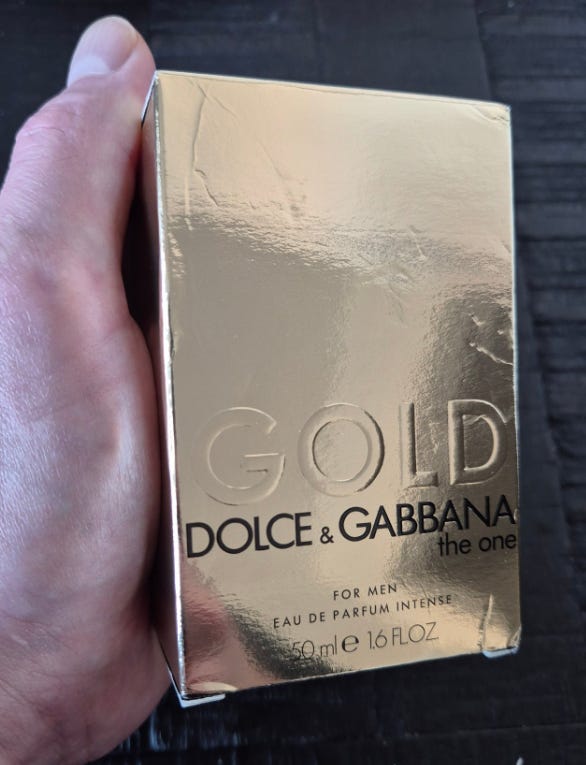 GOLD
DOLCE & GABBANA
the one
FOR MEN
EAU DE PARFUM INTENSE
50 ml e 1.6 FL.OZ.